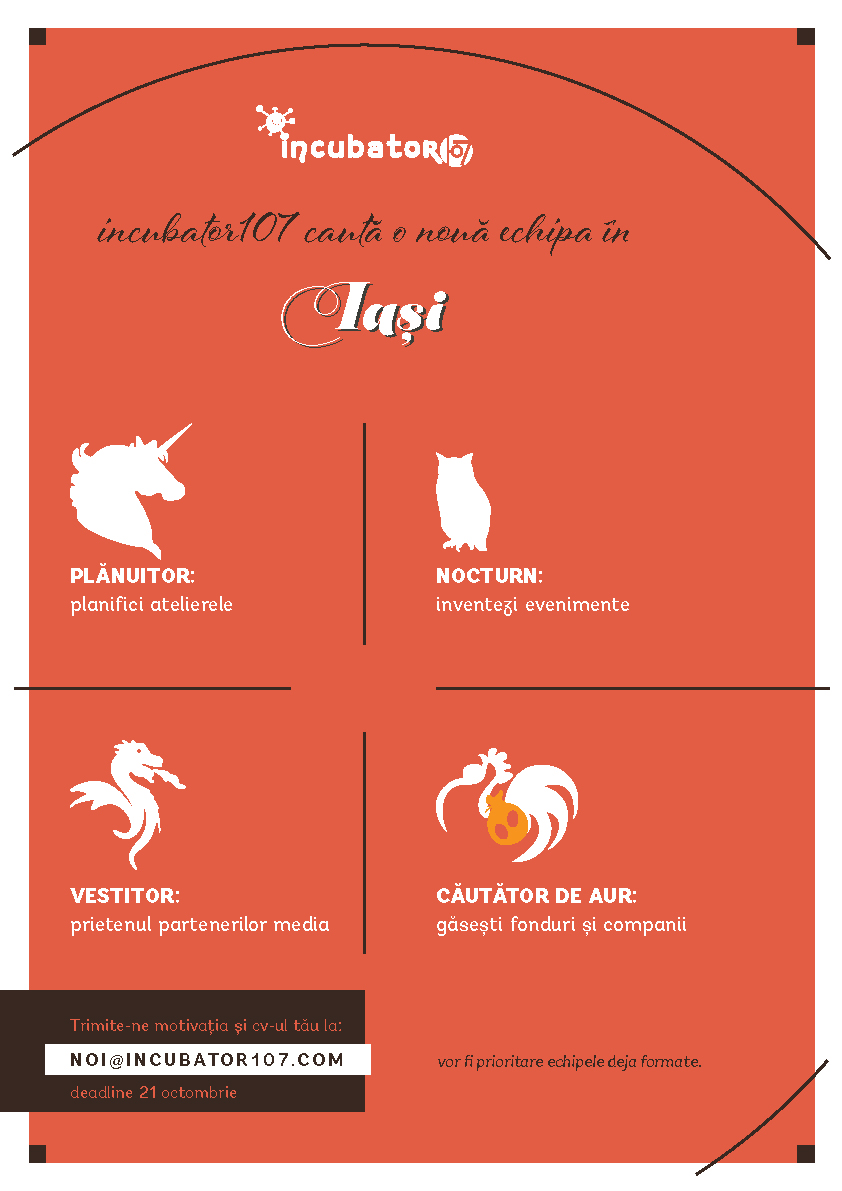 incubatoR107
incubator107 caută o nouă echipa în
Iași
PLĂNUITOR:
planifici atelierele
NOCTURN:
inventezi evenimente
VESTITOR:
prietenul partenerilor media
CĂUTĂTOR DE AUR:
găsești fonduri și companii
Trimite-ne motivația și cv-ul tău la:
NOI@INCUBATOR107.COM
deadline 21 octombrie
vor fi prioritare echipele deja formate.